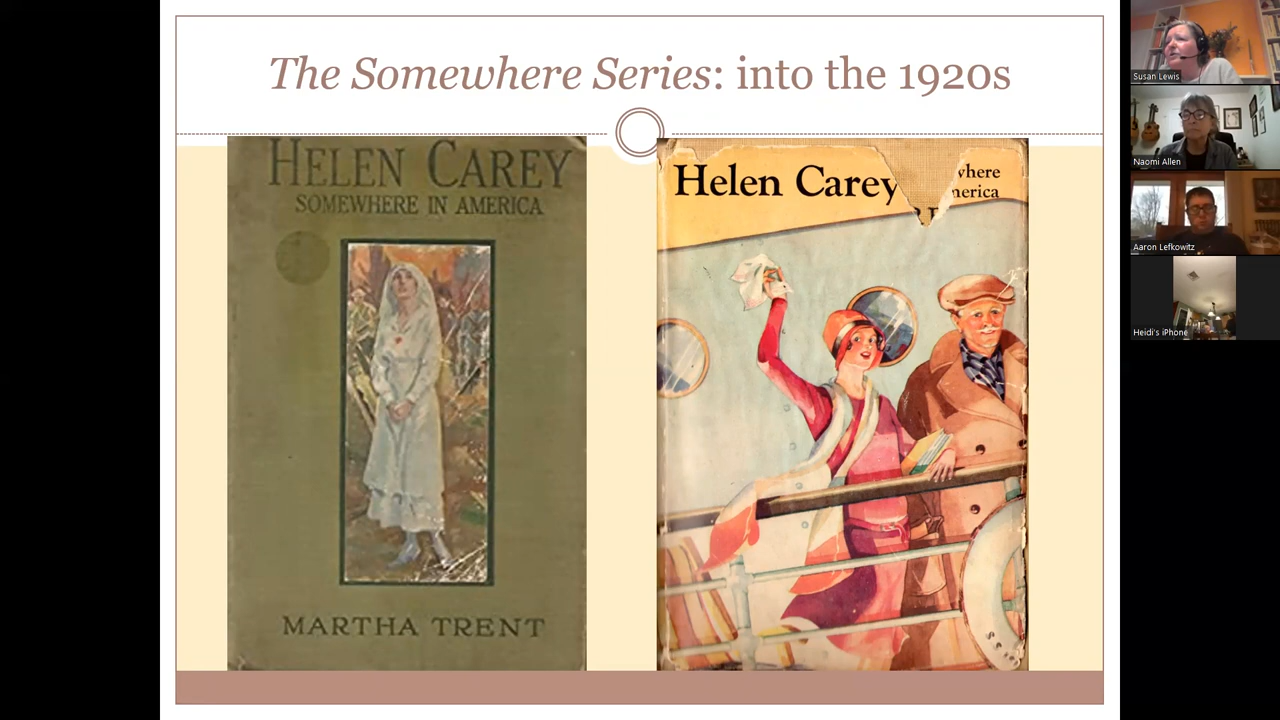 The Somewhere Series: into the 1920s
HELEN CAREY
SOMEWHERE IN AMERICA
MARTHA TRENT
Helen Carey
where
merica
Susan Lewis
Naomi Allen
Aaron Lefkowitz
Heidi's iPhone